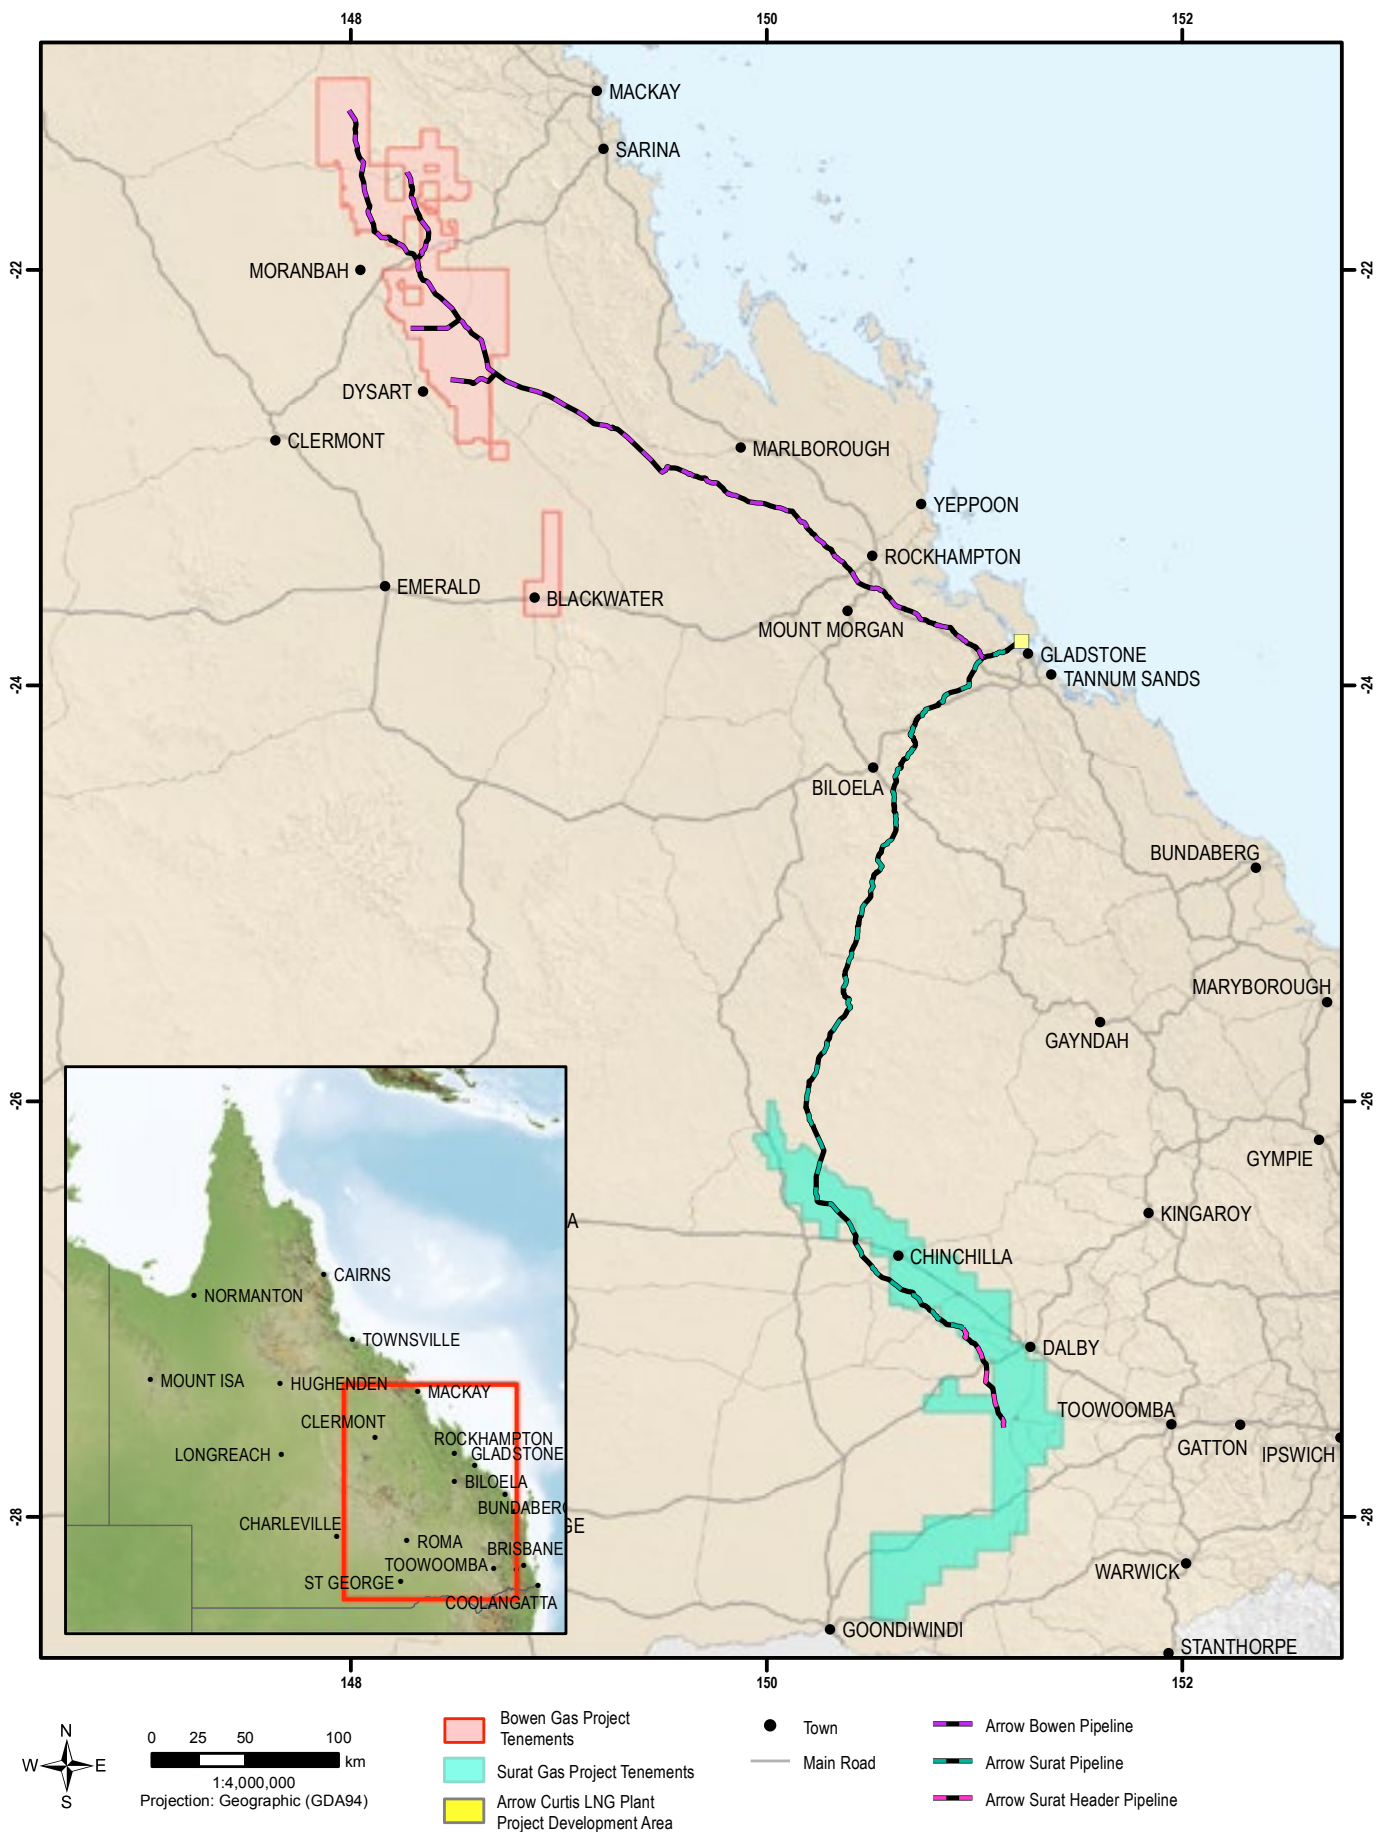 148
150
152
MACKAY
SARINA
-22
-22
MORANBAH
DYSART
CLERMONT
MARLBOROUGH
YEPPOON
ROCKHAMPTON
EMERALD
BLACKWATER
MOUNT MORGAN
GLADSTONE
TANNUM SANDS
-24
-24
BILOELA
BUNDABERG
MARYBOROUGH
GAYNDAH
-26
-26
GYMPIE
KINGAROY
A
CHINCHILLA
DALBY
TOOWOOMBA
GATTON
IPSWICH
-28
-28
GE
WARWICK
GOONDIWINDI
STANTHORPE
CAIRNS
NORMANTON
TOWNSVILLE
MOUNT ISA
HUGHENDEN
MACKAY
CLERMONT
ROCKHAMPTON
LONGREACH
GLADSTONE
BILOELA
BUNDABERG
CHARLEVILLE
ROMA
BRISBANE
TOOWOOMBA
ST GEORGE
COOLANGATTA
148
150
152
N
W E
S
0 25 50 100
km
1:4,000,000
Projection: Geographic (GDA94)
Bowen Gas Project
Tenements
Surat Gas Project Tenements
Arrow Curtis LNG Plant
Project Development Area
Town
Main Road
Arrow Bowen Pipeline
Arrow Surat Pipeline
Arrow Surat Header Pipeline